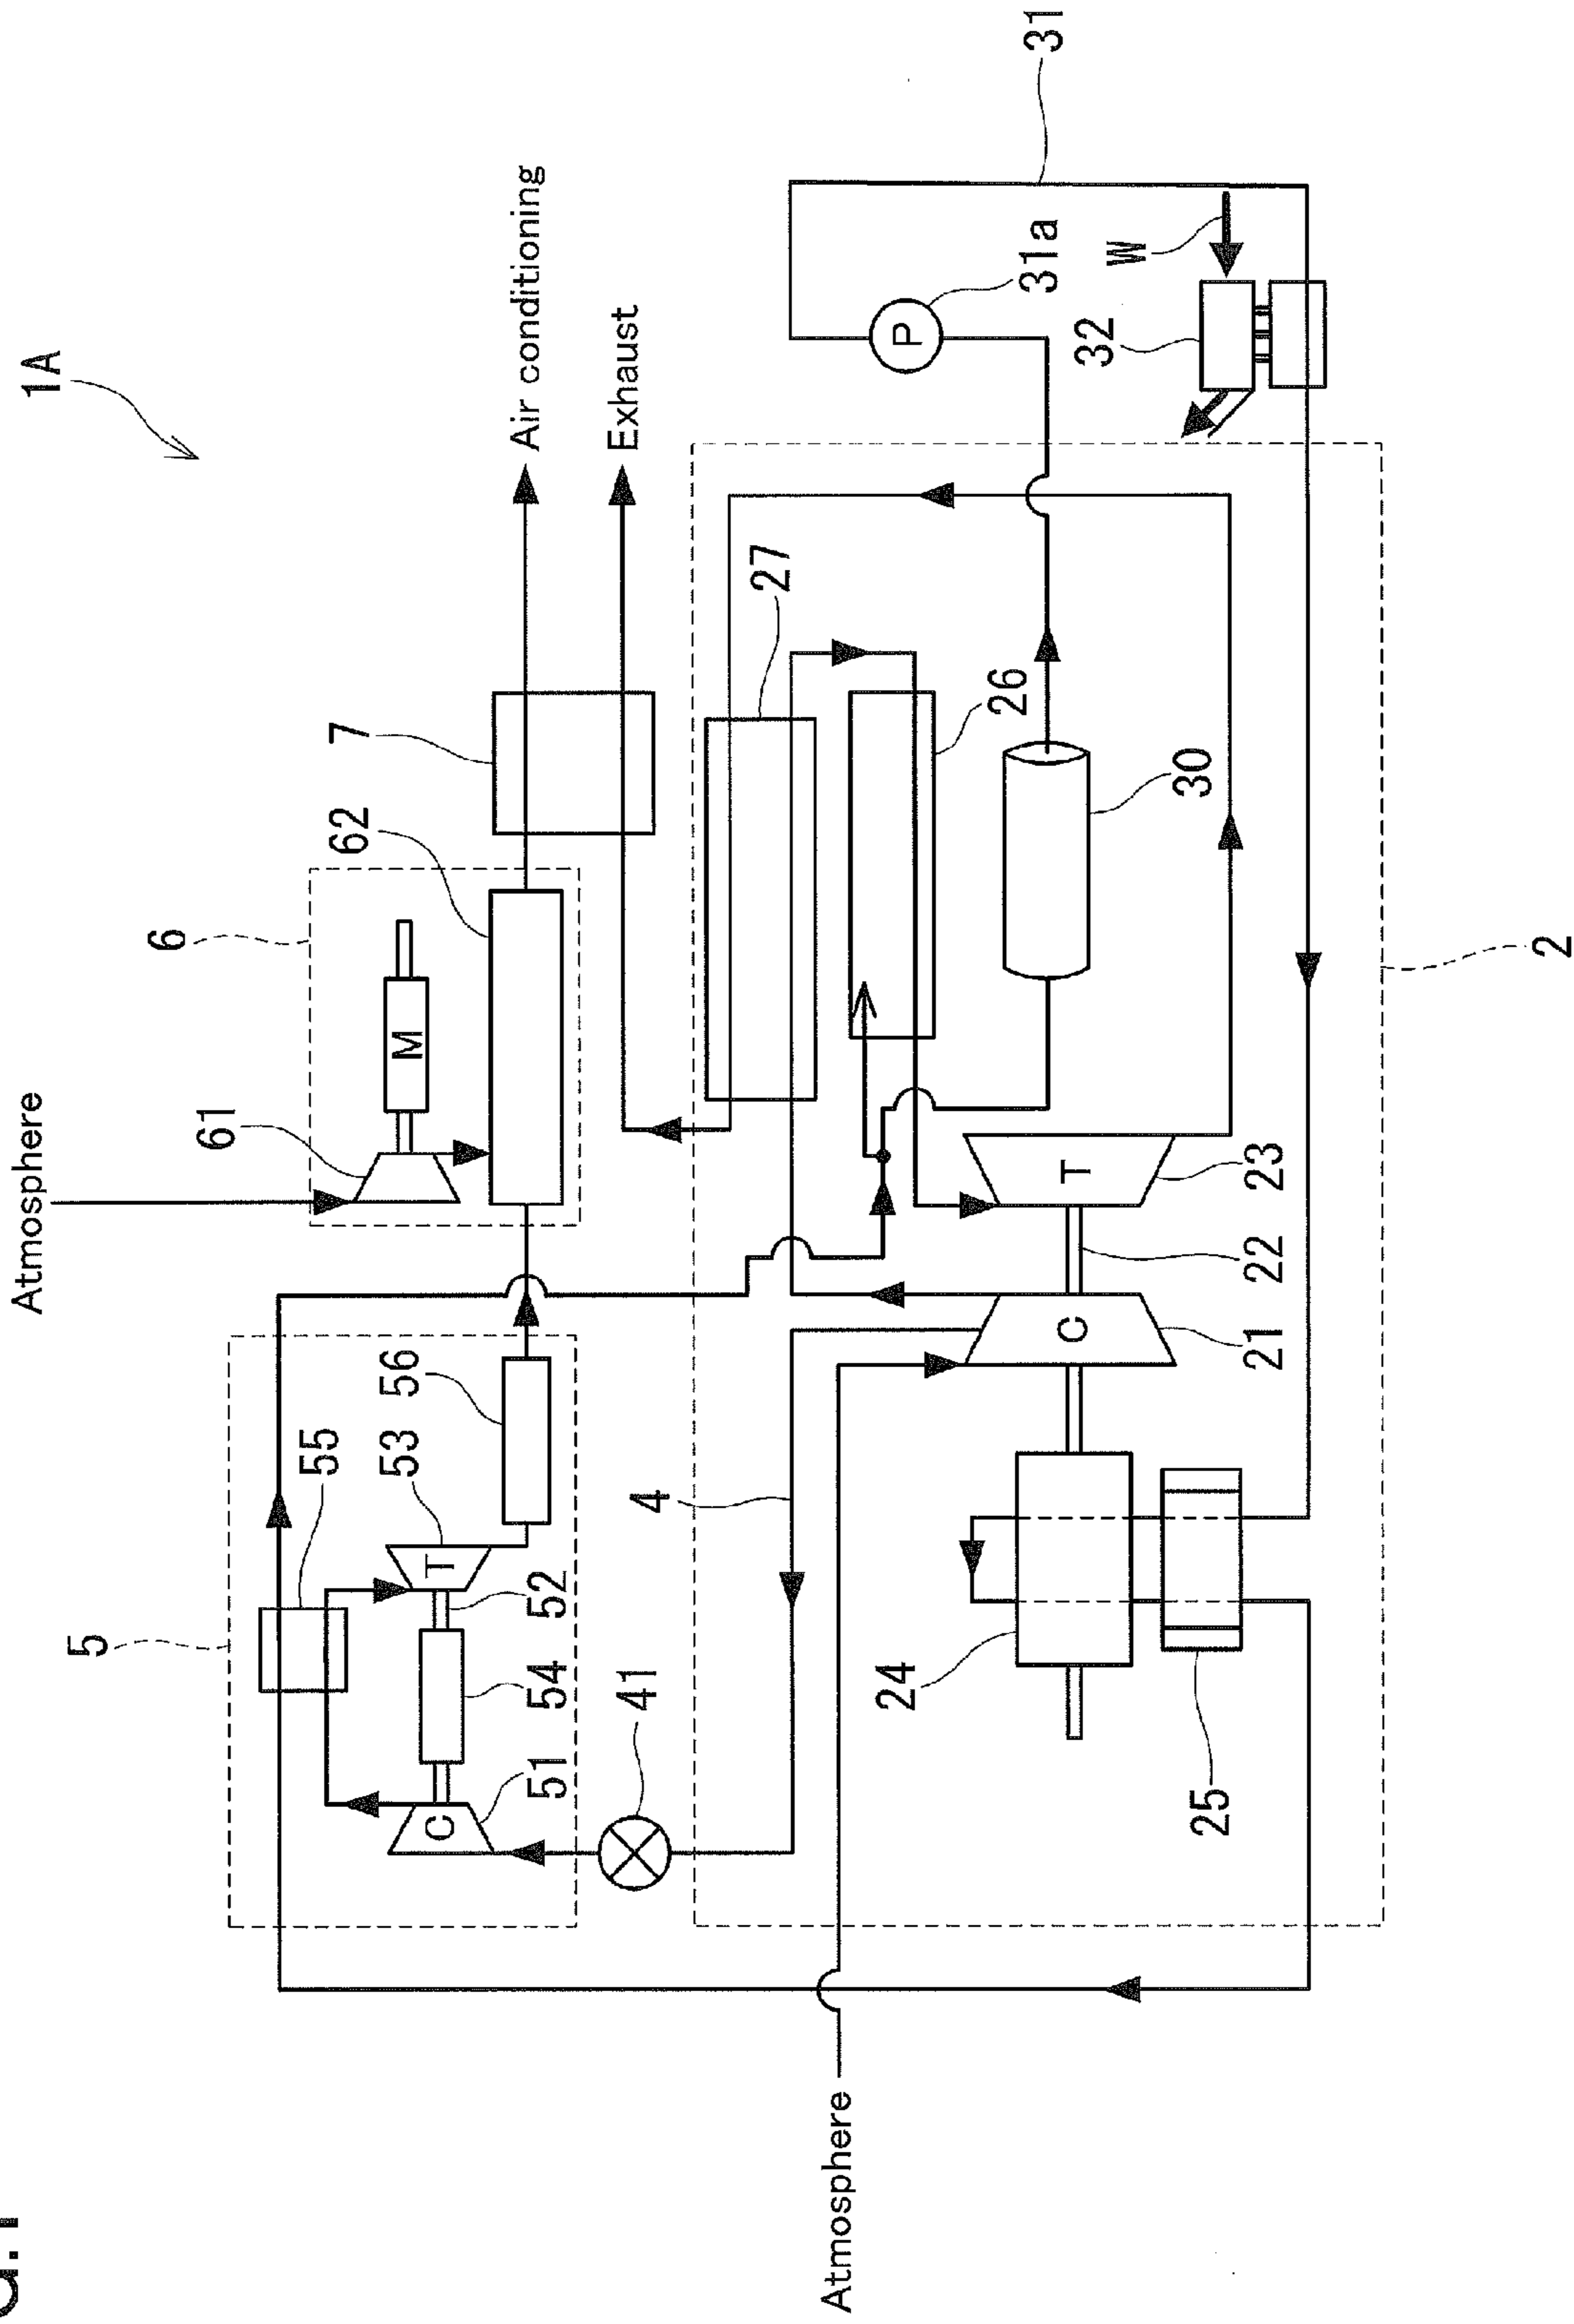 1A
Atmosphere
Air conditioning
Exhaust
6
61
M
62
7
5
55
53
56
T
52
54
C
51
41
4
27
26
30
31
P
31a
W
32
T
23
22
C
21
24
25
2
Atmosphere